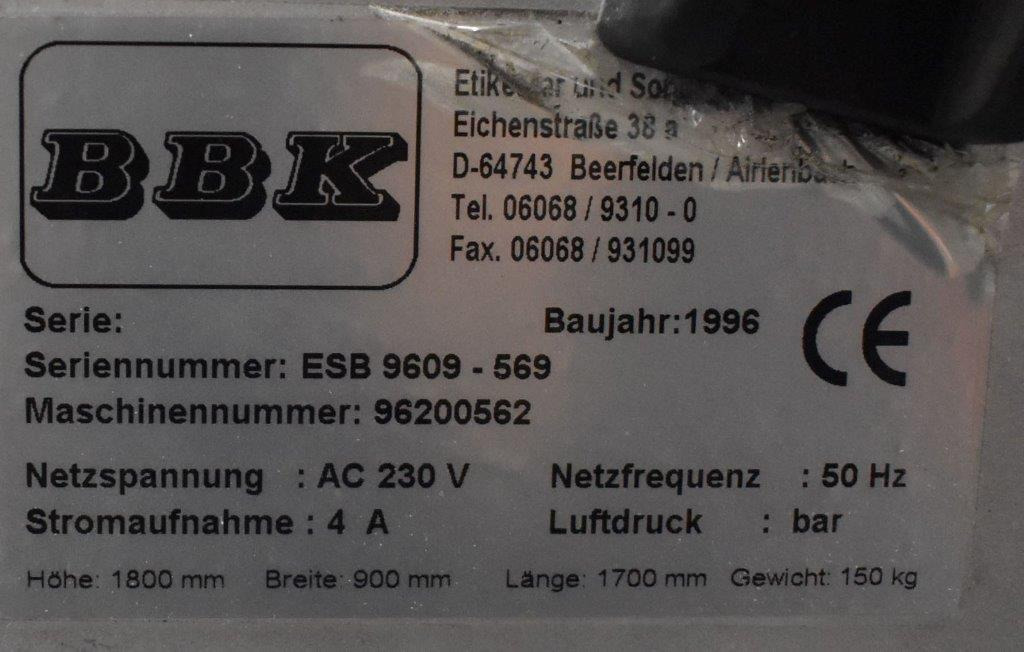 BBK
und
Eichenstraße 38 a
D-64743 Beerfelden /
Tel. 06068 / 9310 - 0
Fax. 06068 / 931099
Serie:
Baujahr:1996
CE
Seriennummer: ESB 9609 - 569
Maschinennummer: 96200562
Netzspannung : AC 230 V
Netzfrequenz : 50 Hz
Stromaufnahme : 4 A
Luftdruck : bar
Höhe: 1800 mm Breite: 900 mm Länge: 1700 mm Gewicht: 150 kg